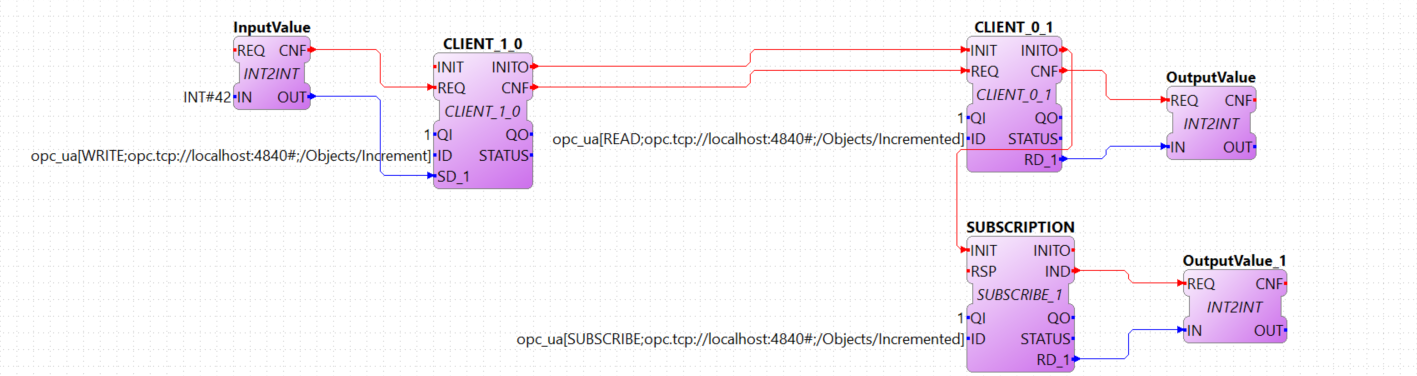 InputValue
REQ CNF
INT2INT
INT#42 IN OUT
CLIENT_1_0
INIT INITO
REQ CNF
CLIENT_1_0
1 QI QO
opc_ua[WRITE;opc.tcp://localhost:4840#;/Objects/Increment] ID STATUS
SD_1
CLIENT_0_1
INIT INITO
REQ CNF
CLIENT_0_1
1 QI QO
opc_ua[READ;opc.tcp://localhost:4840#;/Objects/Incremented] ID STATUS
RD_1
OutputValue
REQ CNF
INT2INT
IN OUT
SUBSCRIPTION
INIT INITO
RSP IND
SUBSCRIBE_1
1 QI QO
opc_ua[SUBSCRIBE;opc.tcp://localhost:4840#;/Objects/Incremented] ID STATUS
RD_1
OutputValue_1
REQ CNF
INT2INT
IN OUT